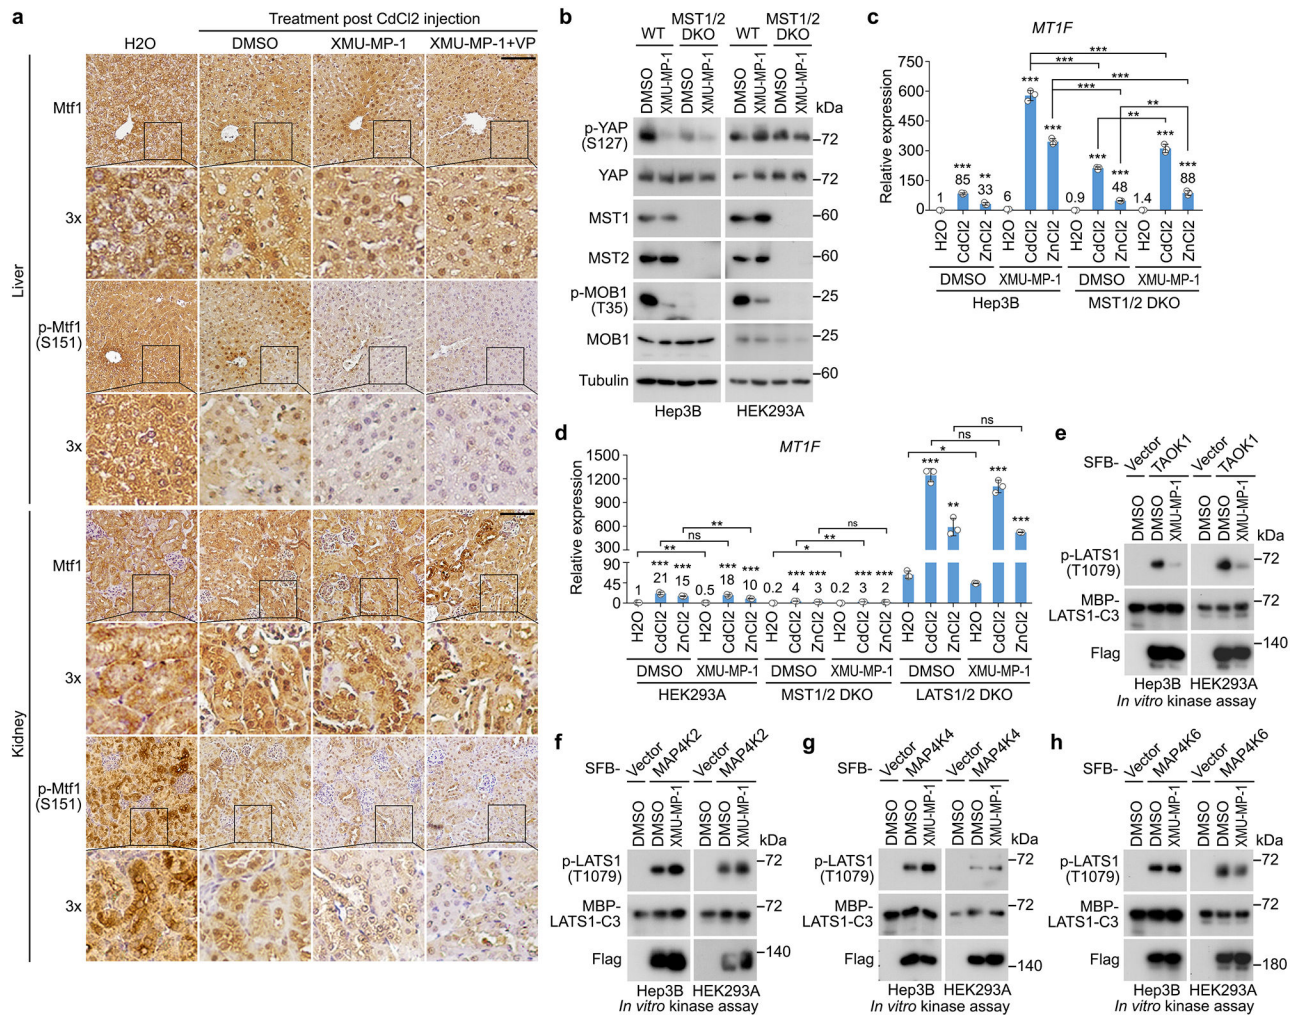 a
Treatment post CdCl2 injection
H2O
DMSO
XMU-MP-1
XMU-MP-1+VP
Liver
Mtf1
3x
p-Mtf1
(S151)
3x
Kidney
Mtf1
3x
p-Mtf1
(S151)
3x
b
WT
MST1/2
DKO
WT
MST1/2
DKO
DMSO
XMU-MP-1
DMSO
XMU-MP-1
DMSO
XMU-MP-1
DMSO
XMU-MP-1
kDa
p-YAP
(S127)
72
YAP
72
MST1
60
MST2
60
p-MOB1
(T35)
25
MOB1
25
Tubulin
60
Hep3B
HEK293A
c
MT1F
Relative expression
750
600
450
300
150
0
*** *** *** *** ** **
1
*** 85
** 33
6
***
***
0.9
***
*** 48
1.4
***
*** 88
H2O CdCl2 ZnCl2 H2O CdCl2 ZnCl2 H2O CdCl2 ZnCl2 H2O CdCl2 ZnCl2
DMSO XMU-MP-1 DMSO XMU-MP-1
Hep3B MST1/2 DKO
d
MT1F
Relative expression
1500
1200
900
600
300
90
45
0
** ns ** * ** ns * ns ns
1
*** 21
*** 15
0.5
*** 18
*** 10
0.2
*** 4
*** 3
0.2
*** 3
*** 2
***
**
***
***
H2O CdCl2 ZnCl2 H2O CdCl2 ZnCl2 H2O CdCl2 ZnCl2 H2O CdCl2 ZnCl2 H2O CdCl2 ZnCl2 H2O CdCl2 ZnCl2
DMSO XMU-MP-1 DMSO XMU-MP-1 DMSO XMU-MP-1
HEK293A MST1/2 DKO LATS1/2 DKO
e
SFB-
Vector TAOK1 Vector TAOK1
DMSO DMSO XMU-MP-1 DMSO DMSO XMU-MP-1
kDa
p-LATS1
(T1079)
72
MBP-
LATS1-C3
72
Flag
140
Hep3B HEK293A
In vitro kinase assay
f
SFB-
Vector MAP4K2 Vector MAP4K2
DMSO DMSO XMU-MP-1 DMSO DMSO XMU-MP-1
kDa
p-LATS1
(T1079)
72
MBP-
LATS1-C3
72
Flag
140
Hep3B HEK293A
In vitro kinase assay
g
SFB-
Vector MAP4K4 Vector MAP4K4
DMSO DMSO XMU-MP-1 DMSO DMSO XMU-MP-1
kDa
p-LATS1
(T1079)
72
MBP-
LATS1-C3
72
Flag
140
Hep3B HEK293A
In vitro kinase assay
h
SFB-
Vector MAP4K6 Vector MAP4K6
DMSO DMSO XMU-MP-1 DMSO DMSO XMU-MP-1
kDa
p-LATS1
(T1079)
72
MBP-
LATS1-C3
72
Flag
180
Hep3B HEK293A
In vitro kinase assay